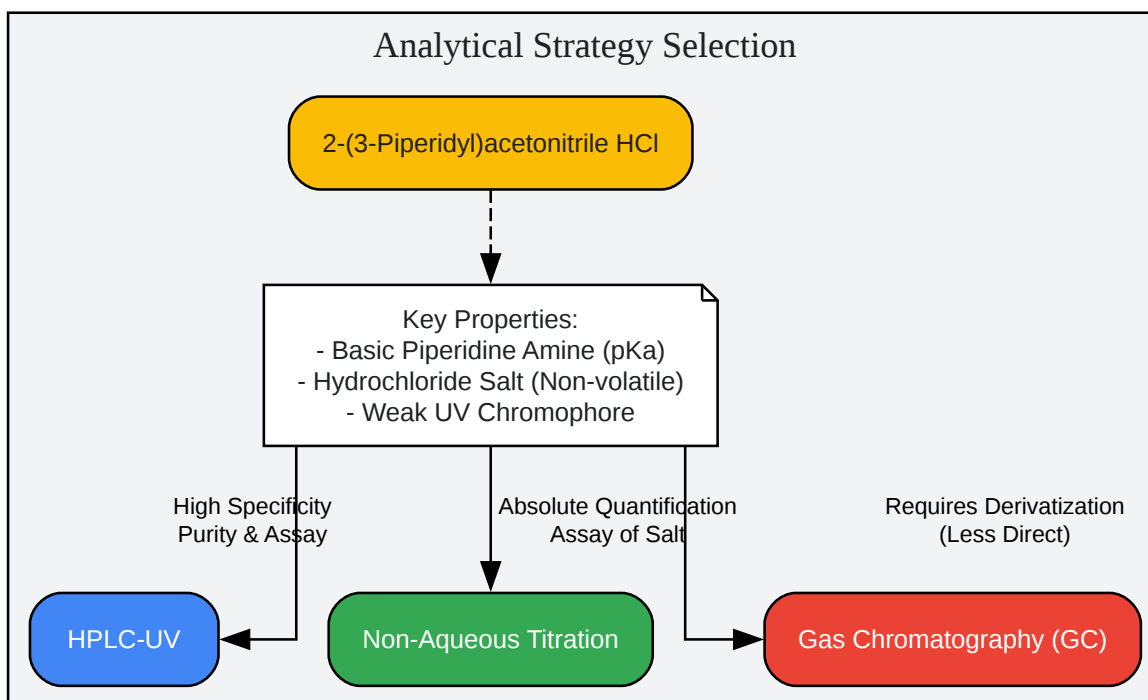 Analytical Strategy Selection
2-(3-Piperidyl)acetonitrile HCl
Key Properties:
- Basic Piperidine Amine (pKa)
- Hydrochloride Salt (Non-volatile)
- Weak UV Chromophore
High Specificity
Purity & Assay
Absolute Quantification
Assay of Salt
Requires Derivatization
(Less Direct)
HPLC-UV
Non-Aqueous Titration
Gas Chromatography (GC)